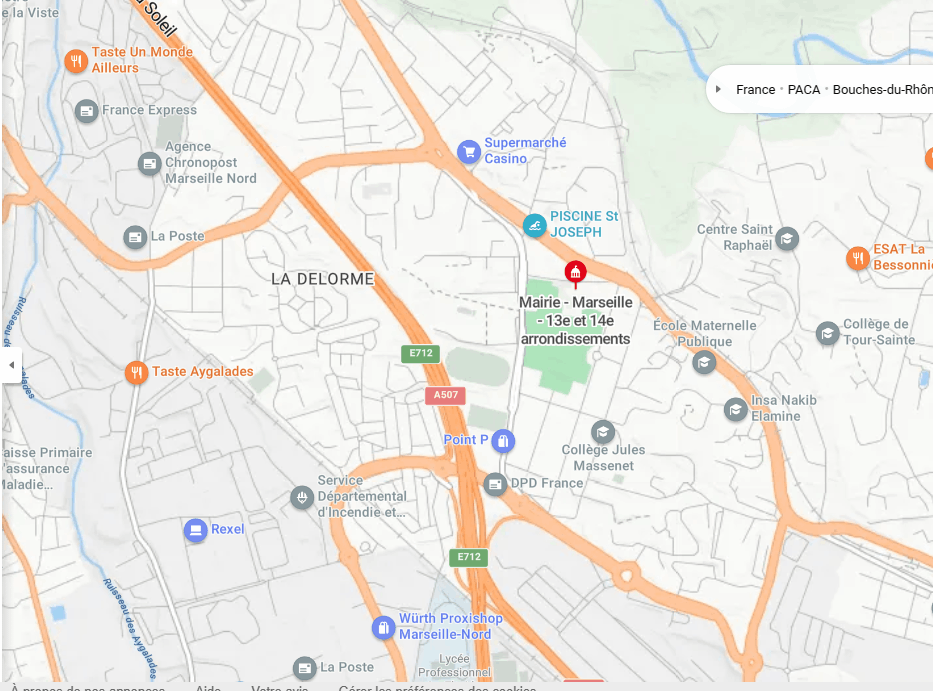 e la Viste
Soleil
Taste Un Monde
Ailleurs
France Express
France • PACA • Bouches-du-Rhôn
Agence
Chronopost
Marseille Nord
Supermarché
Casino
PISCINE St
JOSEPH
Centre Saint
Raphaël
La Poste
ESAT La
Bessonni
LA DELORME
Mairie - Marseille
- 13e et 14e
arrondissements
École Maternelle
Publique
Collège de
Tour-Sainte
Ruisseau d
alades
E712
Taste Aygalades
A507
Insa Nakib
Elamine
Point P
Collège Jules
Massenet
aisse Primaire
'assurance
Maladie...
Service
Départemental
d'Incendie et...
DPD France
Rexel
E712
Ruisseau des Aygalades
Würth Proxishop
Marseille-Nord
La Poste
Lycée
Professionnel
À propos de nos annonces
Aide
Votre avis
Gérer les préférences des cookies